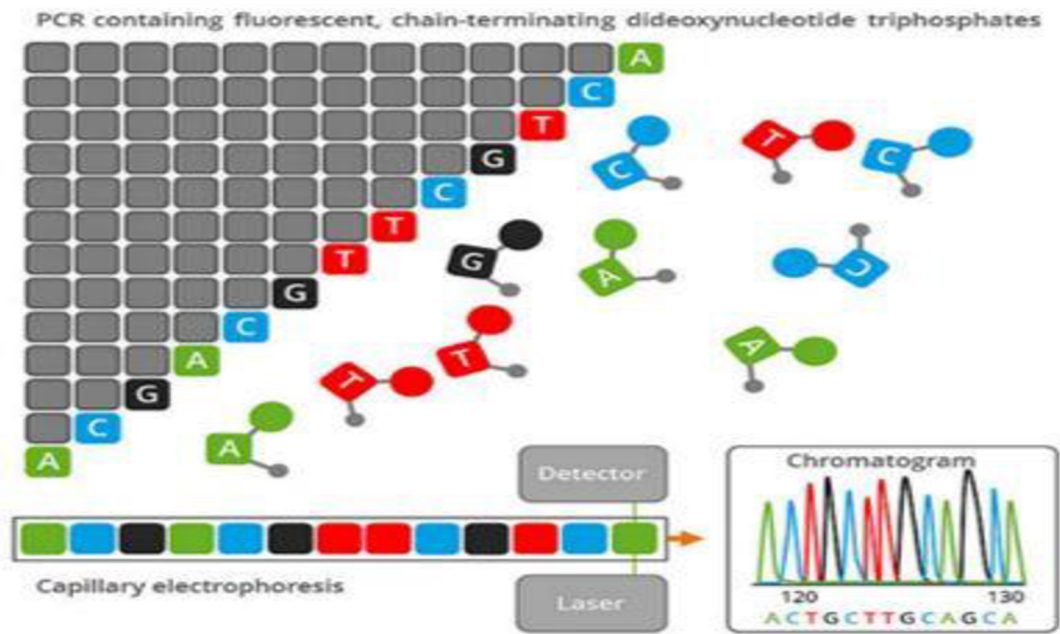 PCR containing fluorescent, chain-terminating dideoxynucleotide triphosphates
A
C
T
G
C
T
T
G
C
A
G
C
A
C
T
C
G
A
C
T
T
A
A
Detector
Laser
Capillary electrophoresis
Chromatogram
120 130
ACTGCTTGCAGCA